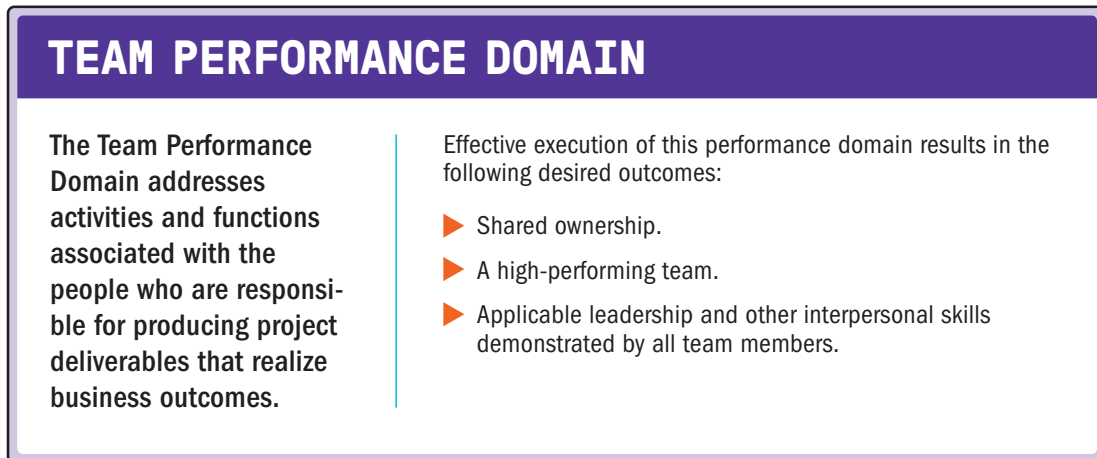 TEAM PERFORMANCE DOMAIN
The Team Performance
Domain addresses
activities and functions
associated with the
people who are responsi-
ble for producing project
deliverables that realize
business outcomes.
Effective execution of this performance domain results in the
following desired outcomes:
Shared ownership.
A high-performing team.
Applicable leadership and other interpersonal skills
demonstrated by all team members.